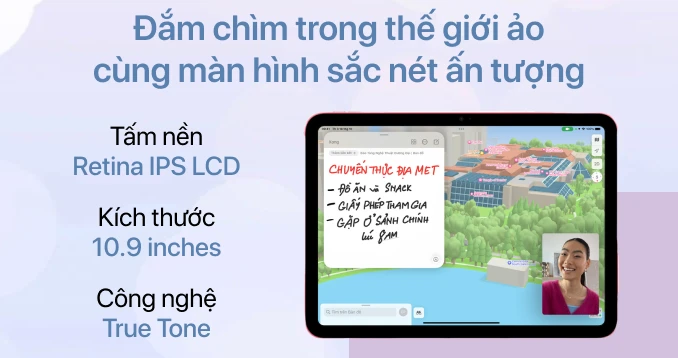 Đắm chìm trong thế giới ảo
cùng màn hình sắc nét ấn tượng
Tấm nền
Retina IPS LCD
Kích thước
10.9 inches
Công nghệ
True Tone
CHUYẾN THỰC ĐỊA MET
- ĐỒ ĂN và SNACK
- GIẤY PHÉP THAM GIA
- GẶP Ở SẢNH CHÍNH
lúc 8AM